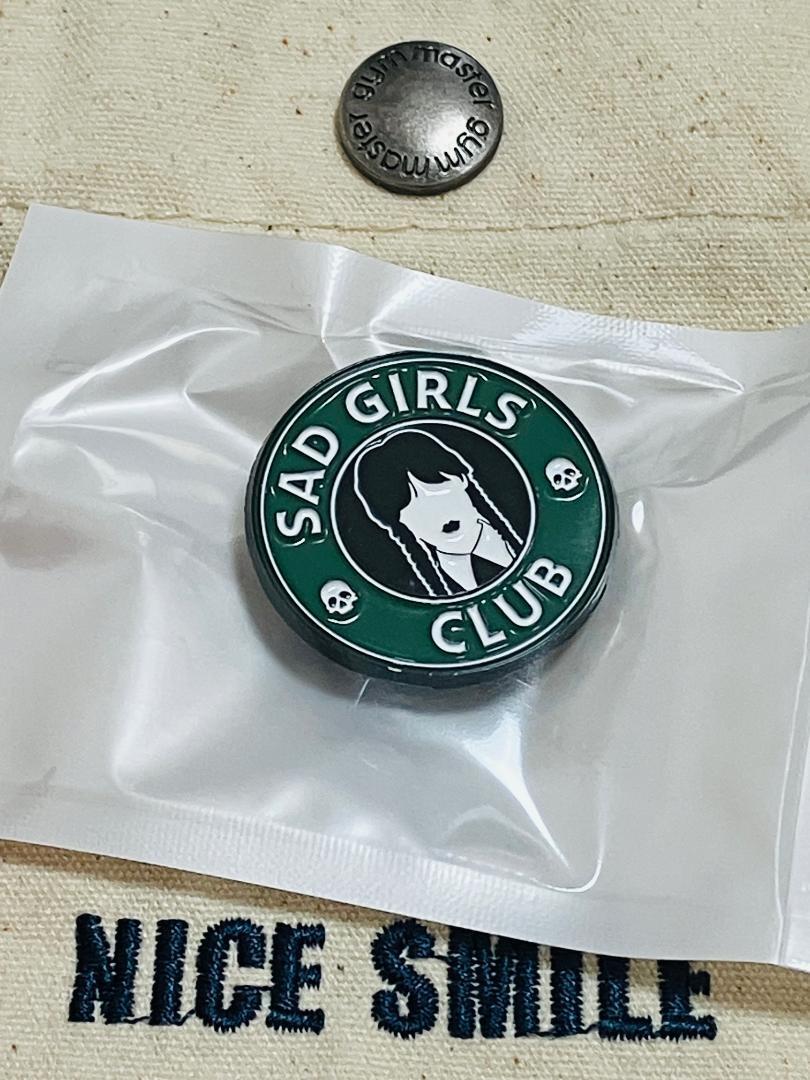 gym master gym master
SAD GIRLS
CLUB
NICE SMILE